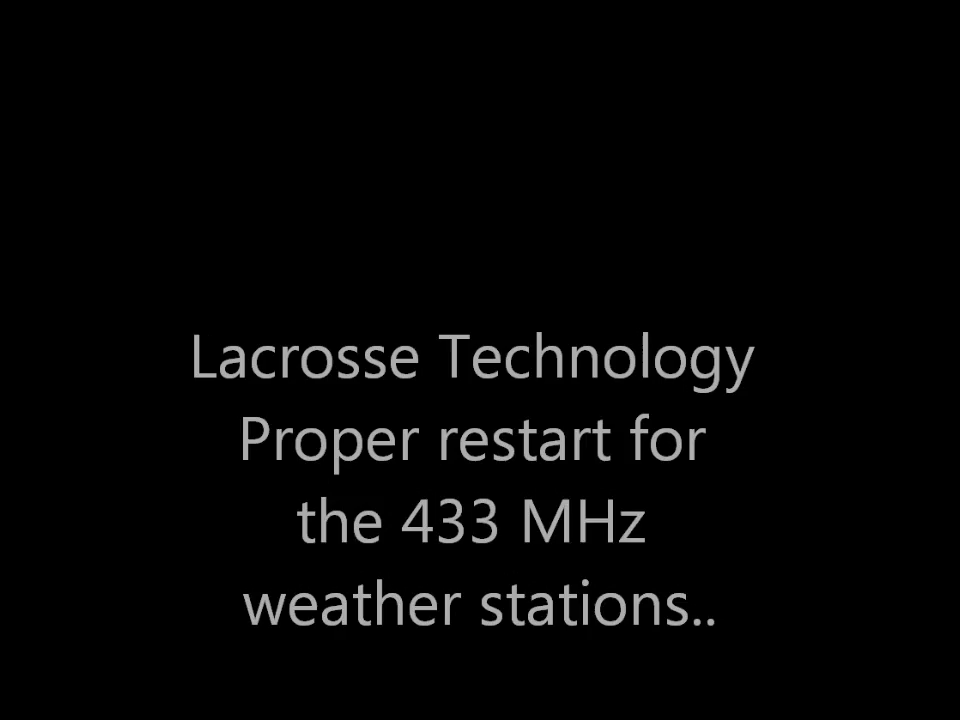 Lacrosse Technology
Proper restart for
the 433 MHz
weather stations..